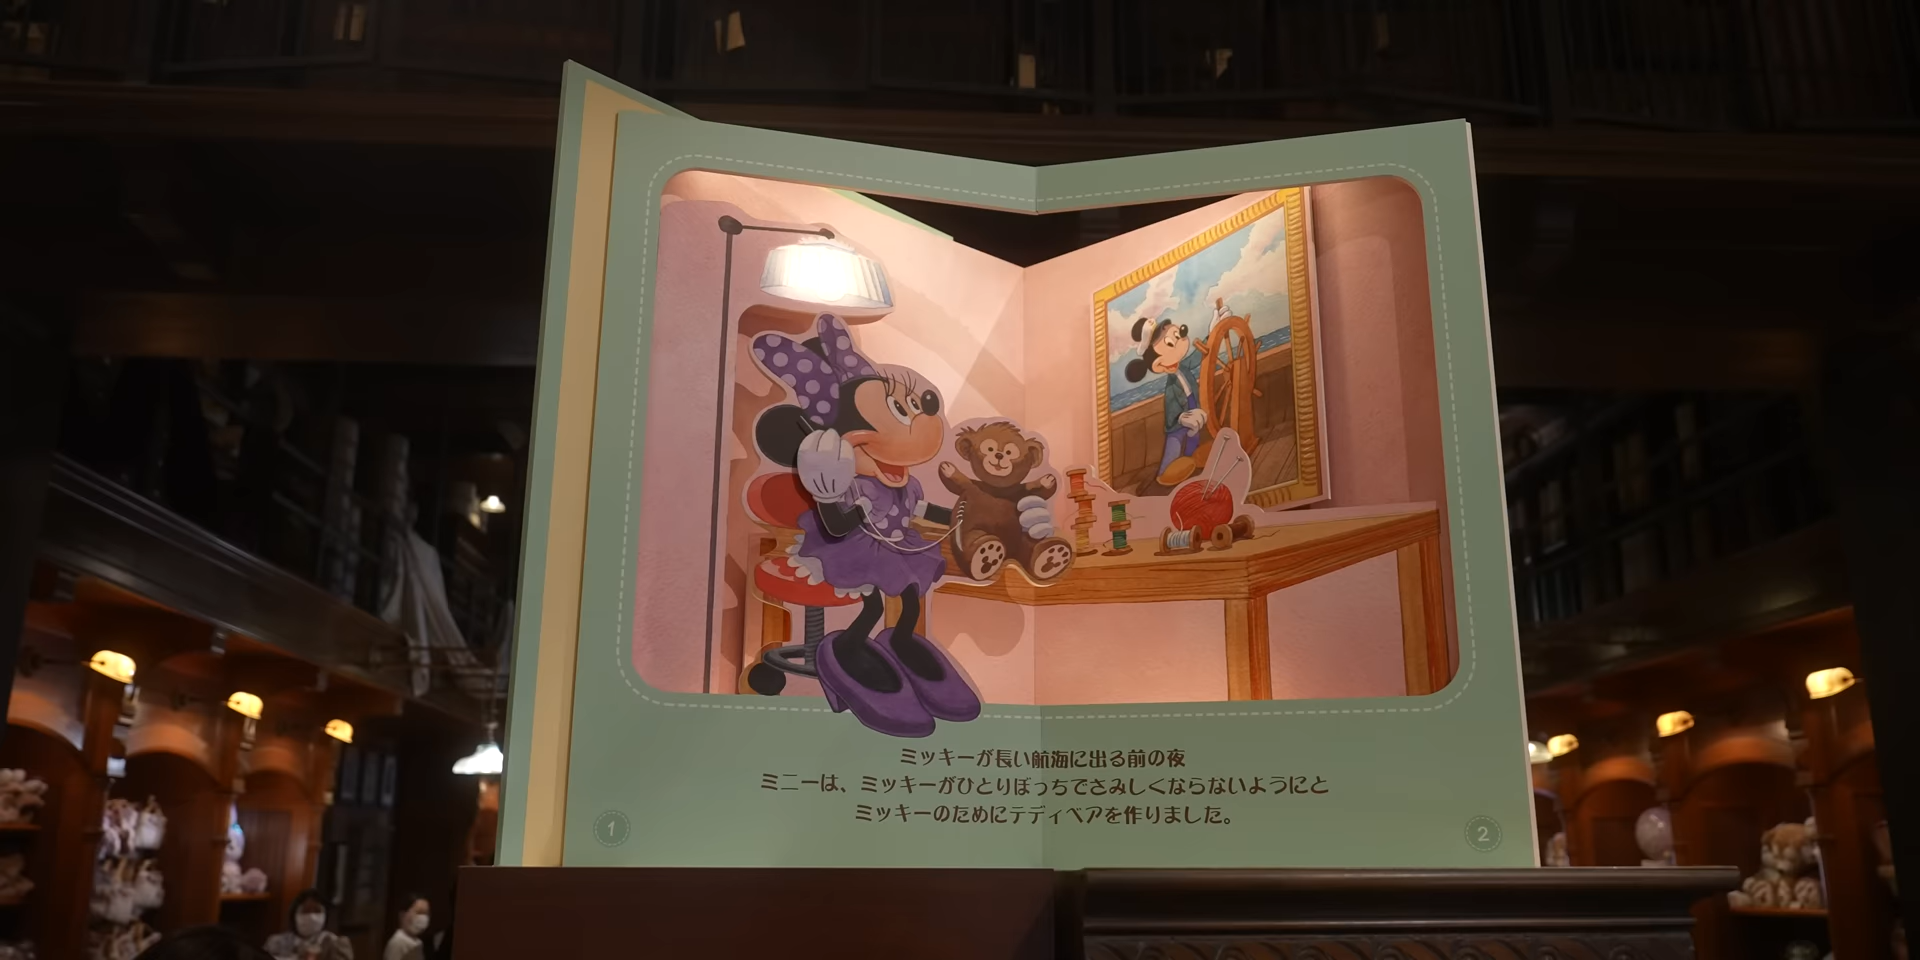 ミッキーが長い航海に出る前の夜
ミニーは、ミッキーがひとりぼっちでさみしくならないようにと
ミッキーのためにテディベアを作りました。
1
2